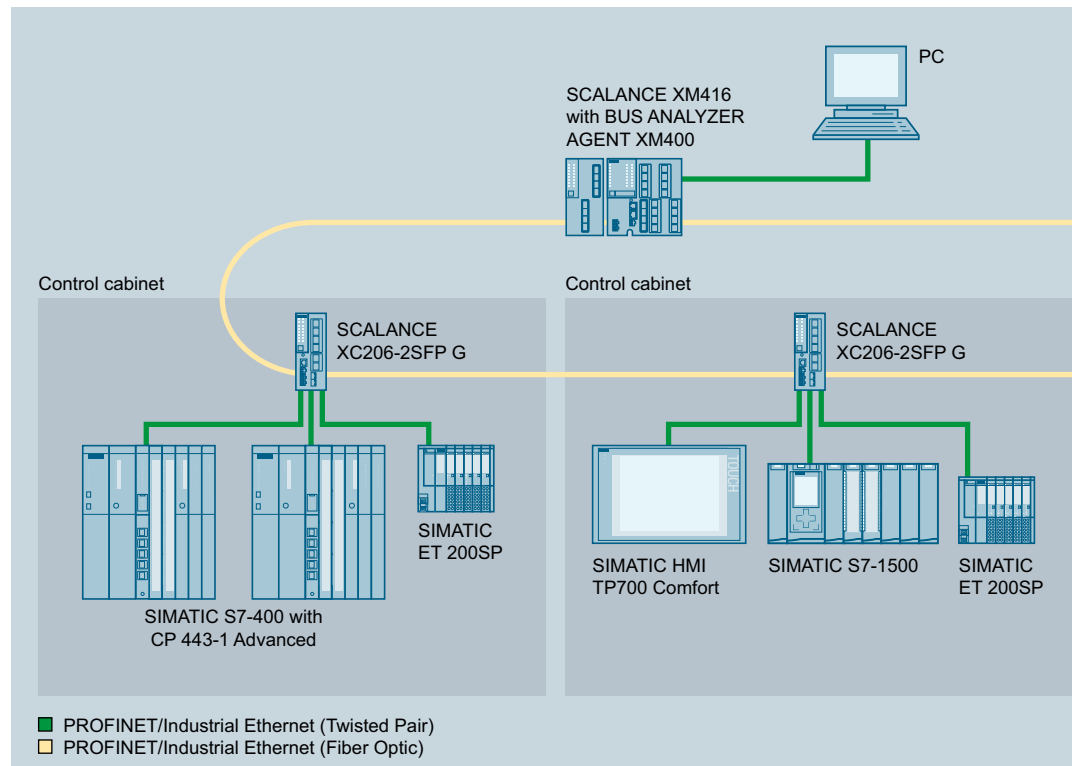 PC
SCALANCE XM416
with BUS ANALYZER
AGENT XM400
Control cabinet
Control cabinet
SCALANCE
XC206-2SFP G
SCALANCE
XC206-2SFP G
TOUCH
SIMATIC
ET 200SP
SIMATIC HMI
TP700 Comfort
SIMATIC S7-1500
SIMATIC
ET 200SP
SIMATIC S7-400 with
CP 443-1 Advanced
PROFINET/Industrial Ethernet (Twisted Pair)
PROFINET/Industrial Ethernet (Fiber Optic)